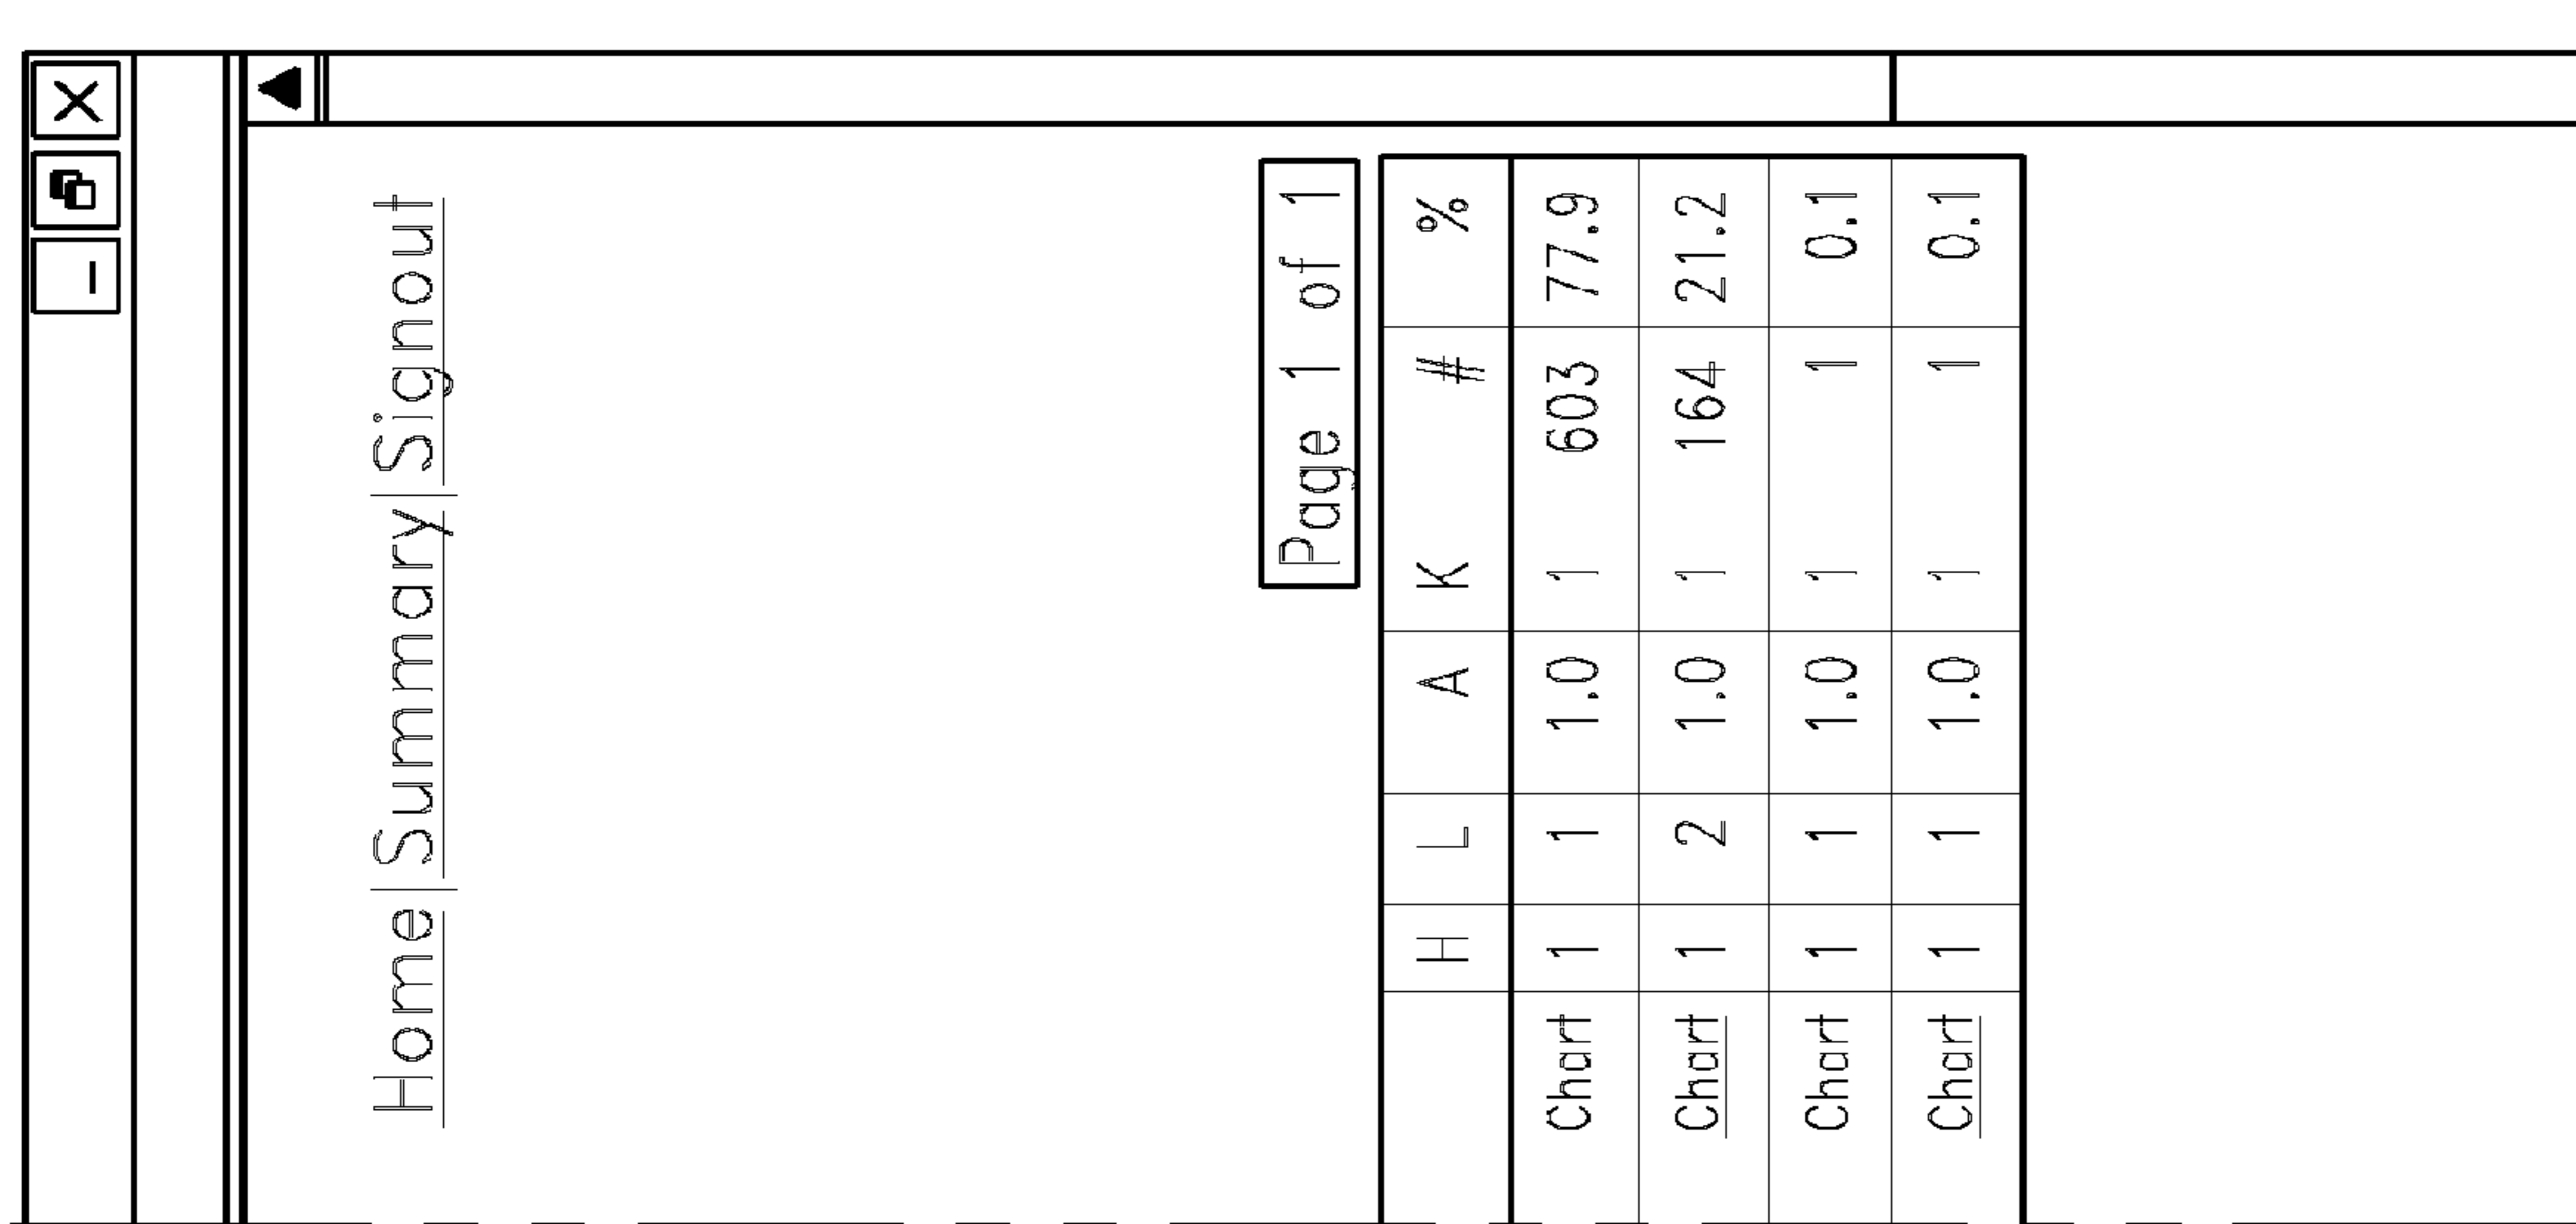 Home|Summary|Signout
Page 1 of 1
H L A K # %
Chart 1 1 1.0 1 603 77.9
Chart 1 2 1.0 1 164 21.2
Chart 1 1 1.0 1 1 0.1
Chart 1 1 1.0 1 1 0.1